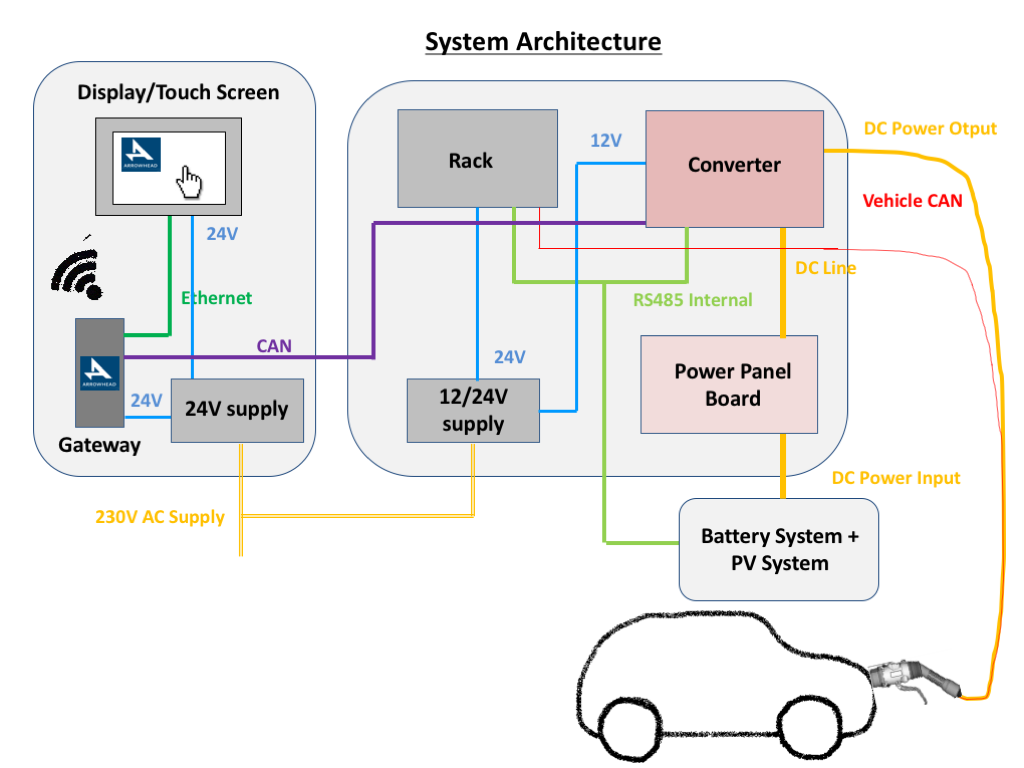 System Architecture
Display/Touch Screen
ARROWHEAD
24V
Ethernet
CAN
ARROWHEAD
24V
24V supply
Gateway
230V AC Supply
Rack
12V
Converter
DC Power Otput
Vehicle CAN
DC Line
RS485 Internal
24V
12/24V
supply
Power Panel
Board
DC Power Input
Battery System +
PV System